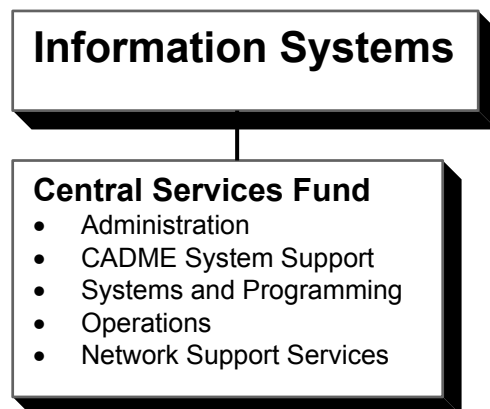 Information Systems
Central Services Fund
• Administration
• CADME System Support
• Systems and Programming
• Operations
• Network Support Services